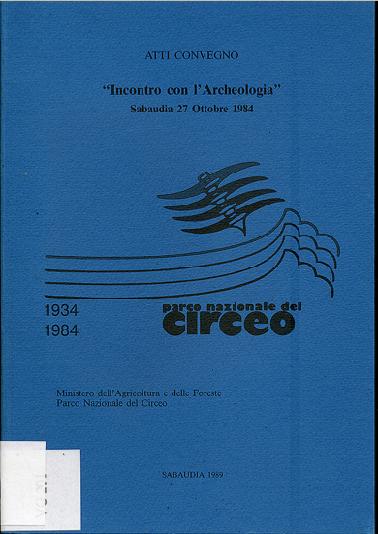 ATTI CONVEGNO
"Incontro con l'Archeologia"
Sabaudia 27 Ottobre 1984
1934
1984
parco nazionale del
circeo
Ministero dell'Agricoltura e delle Foreste
Parco Nazionale del Circeo
SABAUDIA 1989